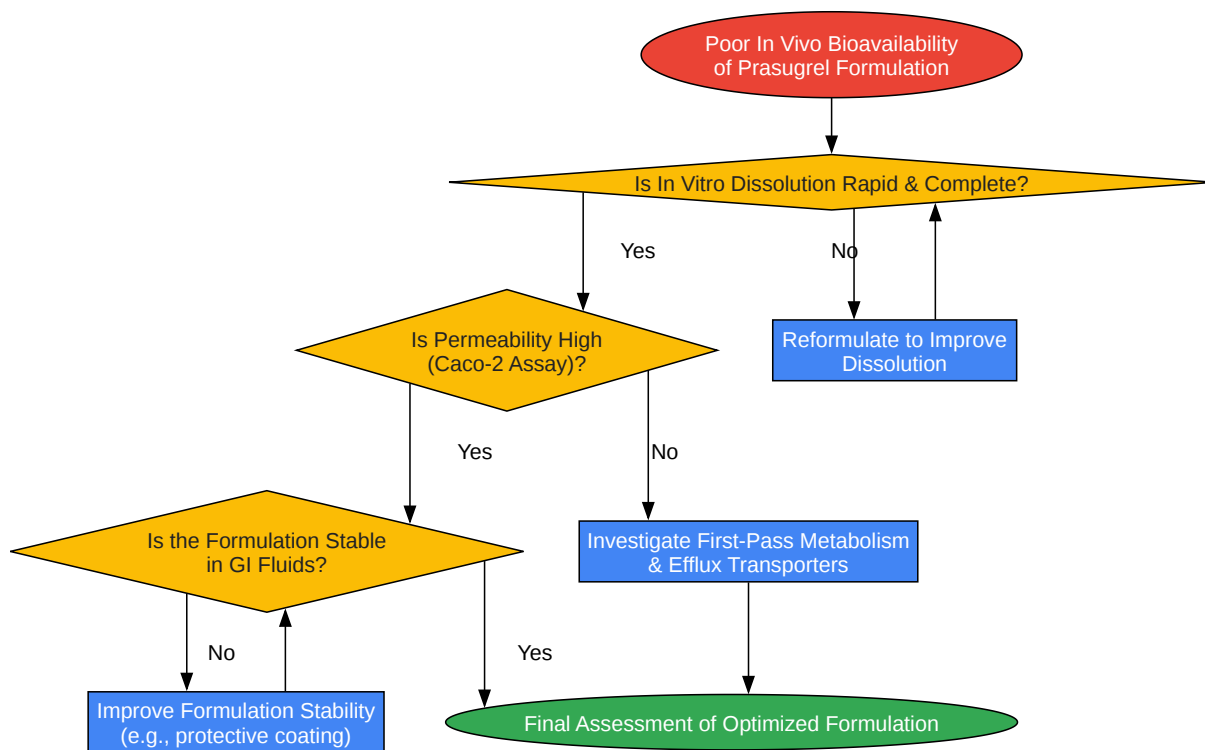 Poor In Vivo Bioavailability
of Prasugrel Formulation
Is In Vitro Dissolution Rapid & Complete?
Yes
No
Is Permeability High
(Caco-2 Assay)?
Reformulate to Improve
Dissolution
Yes
No
Is the Formulation Stable
in GI Fluids?
Investigate First-Pass Metabolism
& Efflux Transporters
No
Yes
Improve Formulation Stability
(e.g., protective coating)
Final Assessment of Optimized Formulation